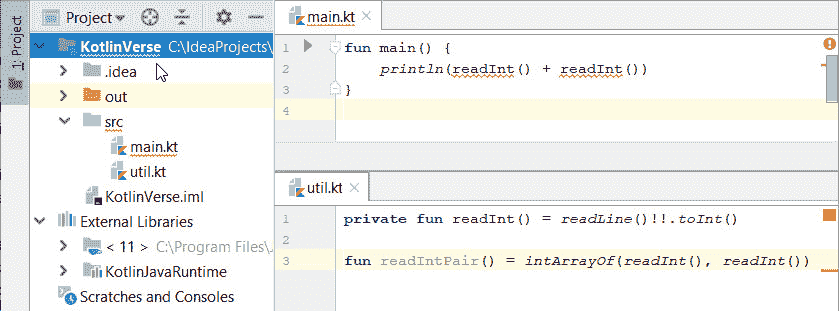 1: Project
Project
KotlinVerse C:\IdeaProjects\
.idea
out
src
main.kt
util.kt
KotlinVerse.iml
External Libraries
< 11 > C:\Program Files\J
KotlinJavaRuntime
Scratches and Consoles
main.kt
1 fun main() {
2 println(readInt() + readInt())
3 }
4
util.kt
1 private fun readInt() = readLine()!!.toInt()
2
3 fun readIntPair() = intArrayOf(readInt(), readInt())